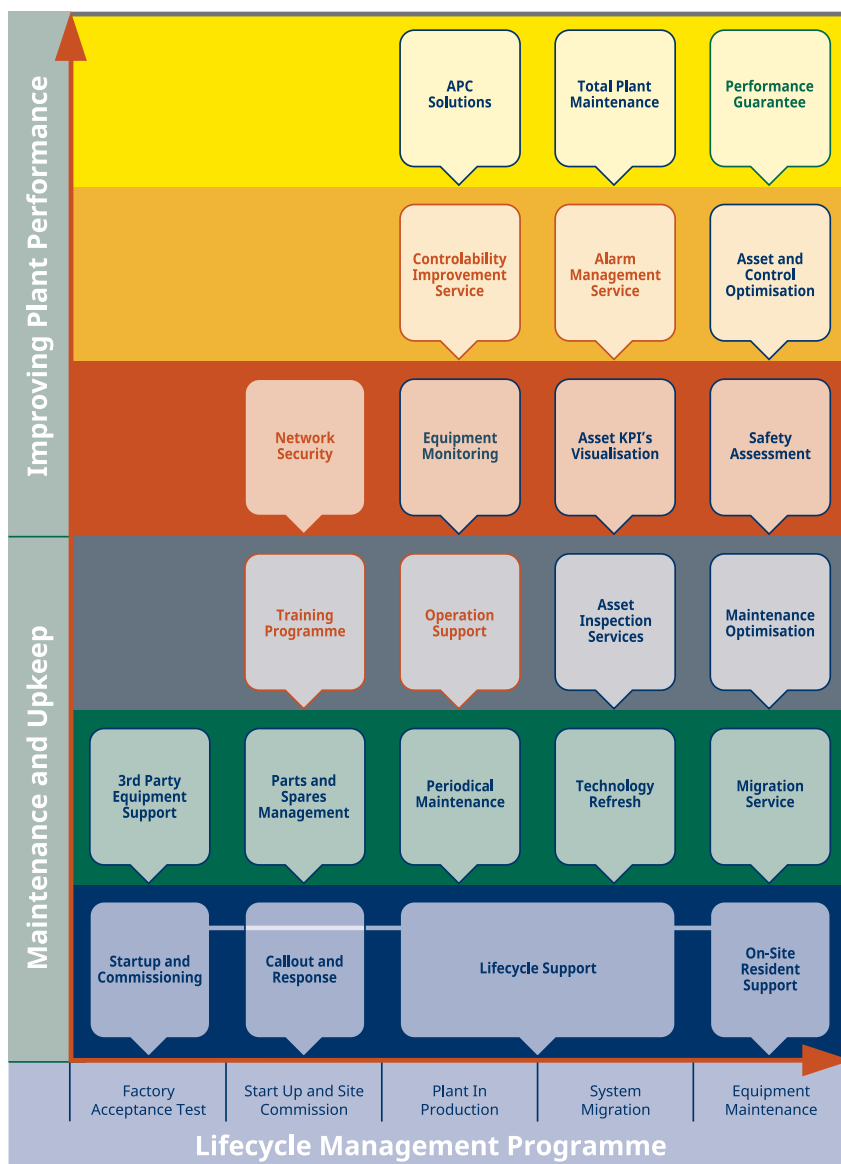 Improving Plant Performance
APC
Solutions
Total Plant
Maintenance
Performance
Guarantee
Controlability
Improvement
Service
Alarm
Management
Service
Asset and
Control
Optimisation
Network
Security
Equipment
Monitoring
Asset KPI's
Visualisation
Safety
Assessment
Maintenance and Upkeep
Training
Programme
Operation
Support
Asset
Inspection
Services
Maintenance
Optimisation
3rd Party
Equipment
Support
Parts and
Spares
Management
Periodical
Maintenance
Technology
Refresh
Migration
Service
Startup and
Commissioning
Callout and
Response
Lifecycle Support
On-Site
Resident
Support
Factory
Acceptance Test
Start Up and Site
Commission
Plant In
Production
System
Migration
Equipment
Maintenance
Lifecycle Management Programme